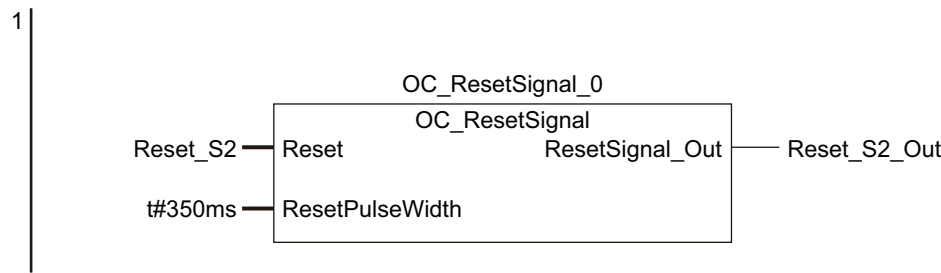 1
OC_ResetSignal_0
OC_ResetSignal
Reset_S2 Reset ResetSignal_Out Reset_S2_Out
t#350ms ResetPulseWidth